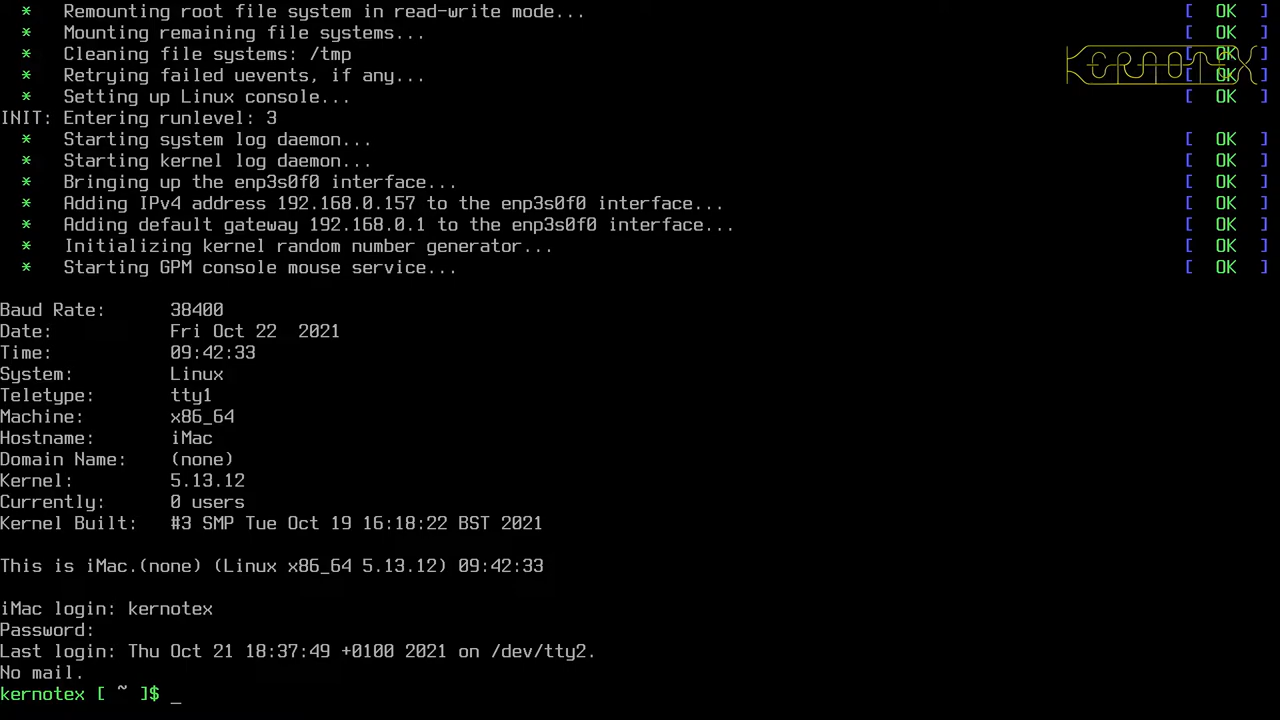 * Remounting root file system in read-write mode... [ OK ]
* Mounting remaining file systems... [ OK ]
* Cleaning file systems: /tmp [ OK ]
* Retrying failed uevents, if any... [ OK ]
* Setting up Linux console... [ OK ]
KERNOTEX
INIT: Entering runlevel: 3
* Starting system log daemon... [ OK ]
* Starting kernel log daemon... [ OK ]
* Bringing up the enp3s0f0 interface... [ OK ]
* Adding IPv4 address 192.168.0.157 to the enp3s0f0 interface... [ OK ]
* Adding default gateway 192.168.0.1 to the enp3s0f0 interface... [ OK ]
* Initializing kernel random number generator... [ OK ]
* Starting GPM console mouse service... [ OK ]
Baud Rate: 38400
Date: Fri Oct 22  2021
Time: 09:42:33
System: Linux
Teletype: tty1
Machine: x86_64
Hostname: iMac
Domain Name: (none)
Kernel: 5.13.12
Currently: 0 users
Kernel Built: #3 SMP Tue Oct 19 16:18:22 BST 2021
This is iMac.(none) (Linux x86_64 5.13.12) 09:42:33
iMac login: kernotex
Password:
Last login: Thu Oct 21 18:37:49 +0100 2021 on /dev/tty2.
No mail.
kernotex [ ~ ]$ _